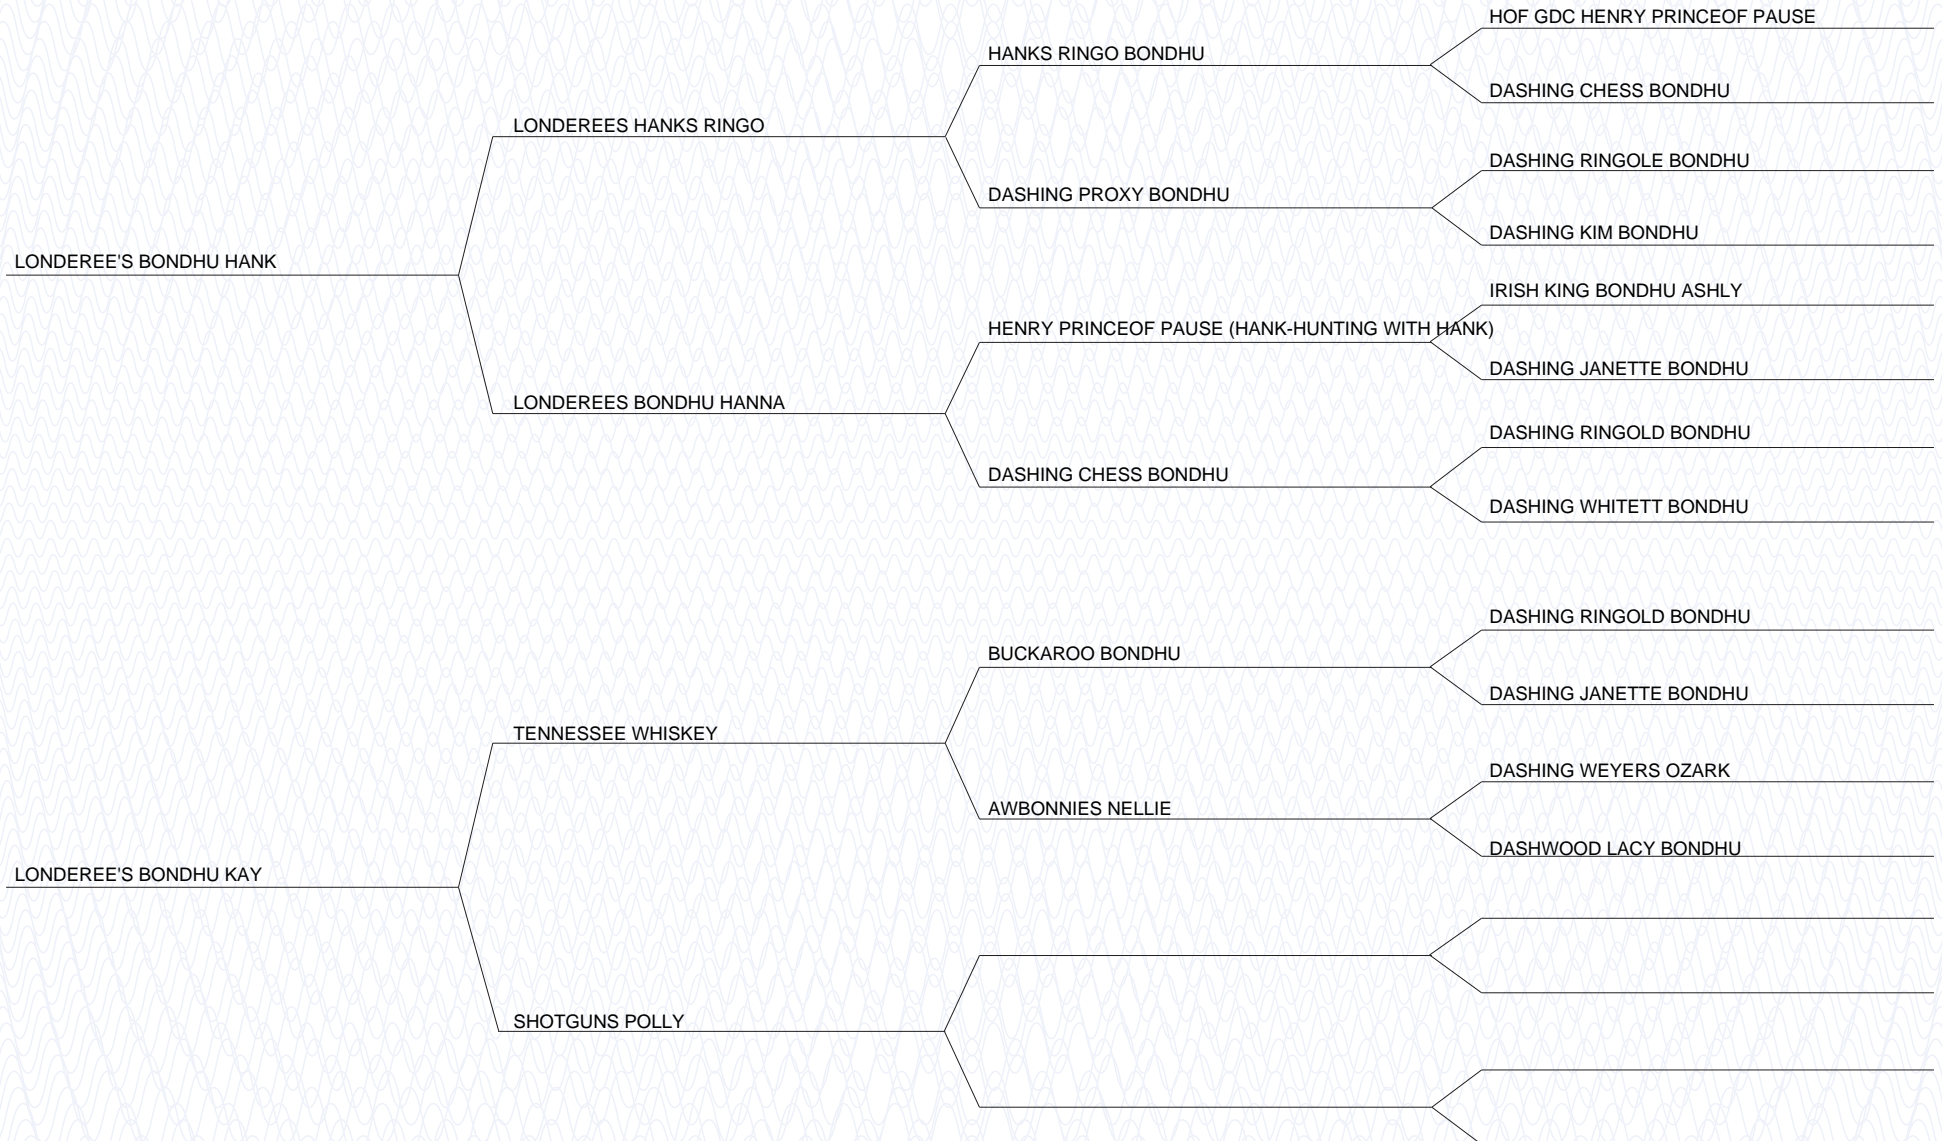 HOF GDC HENRY PRINCEOF PAUSE
HANKS RINGO BONDHU
DASHING CHESS BONDHU
LONDEREES HANKS RINGO
DASHING RINGOLE BONDHU
DASHING PROXY BONDHU
DASHING KIM BONDHU
LONDEREE'S BONDHU HANK
IRISH KING BONDHU ASHLY
HENRY PRINCEOF PAUSE (HANK-HUNTING WITH HANK)
DASHING JANETTE BONDHU
LONDEREES BONDHU HANNA
DASHING RINGOLD BONDHU
DASHING CHESS BONDHU
DASHING WHITETT BONDHU
DASHING RINGOLD BONDHU
BUCKAROO BONDHU
DASHING JANETTE BONDHU
TENNESSEE WHISKEY
DASHING WEYERS OZARK
AWBONNIES NELLIE
DASHWOOD LACY BONDHU
LONDEREE'S BONDHU KAY
SHOTGUNS POLLY